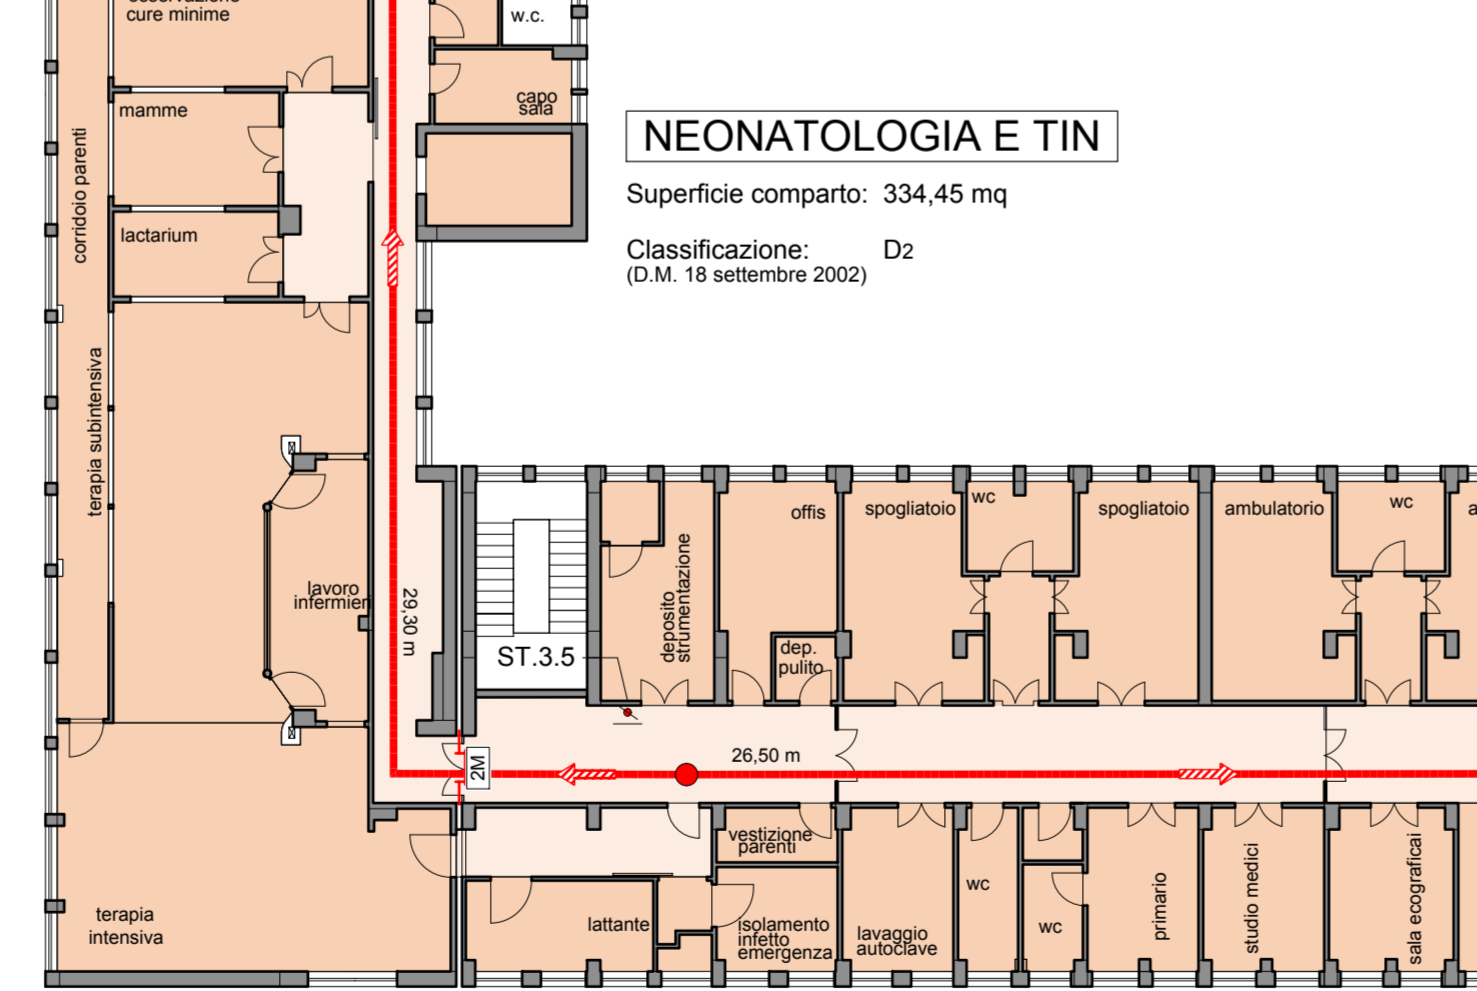 osservazione
cure minime
w.c.
capo
sala
mamme
corridoio parenti
lactarium
NEONATOLOGIA E TIN
Superficie comparto: 334,45 mq
Classificazione: D2
(D.M. 18 settembre 2002)
terapia subintensiva
lavoro
infermieri
29,30 m
ST.3.5
deposito
strumentazione
offis
dep.
pulito
spogliatoio
wc
spogliatoio
ambulatorio
wc
a
2M
26,50 m
terapia
intensiva
lattante
vestizione
parenti
isolamento
infetto
emergenza
lavaggio
autoclave
wc
wc
primario
studio medici
sala ecograficai